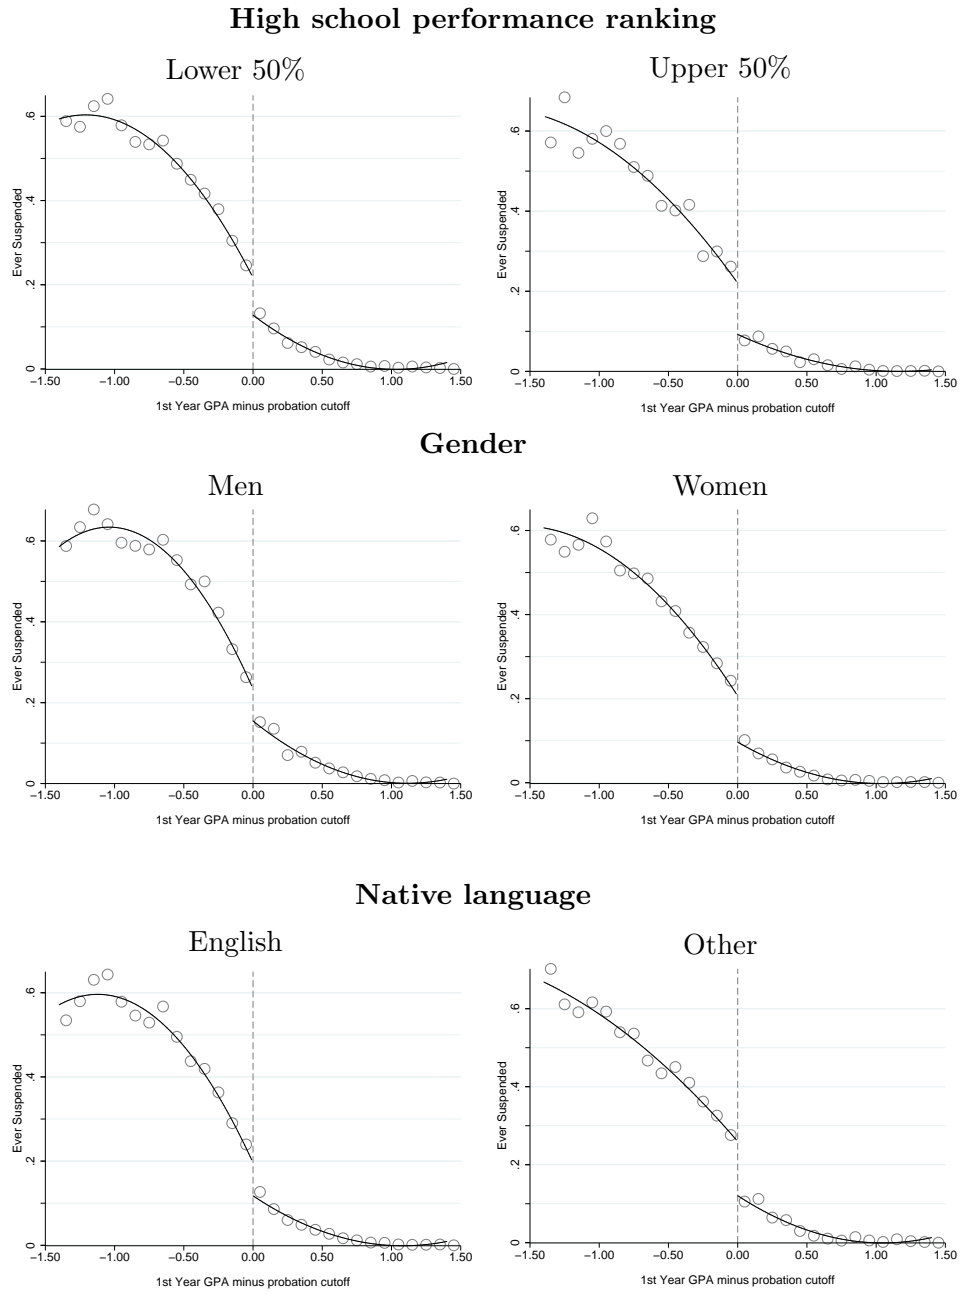 High school performance ranking
Lower 50%
Upper 50%
Ever Suspended
0 .2 .4 .6
−1.50 −1.00 −0.50 0.00 0.50 1.00 1.50
1st Year GPA minus probation cutoff
Ever Suspended
0 .2 .4 .6
−1.50 −1.00 −0.50 0.00 0.50 1.00 1.50
1st Year GPA minus probation cutoff
Gender
Men
Women
Ever Suspended
0 .2 .4 .6
−1.50 −1.00 −0.50 0.00 0.50 1.00 1.50
1st Year GPA minus probation cutoff
Ever Suspended
0 .2 .4 .6
−1.50 −1.00 −0.50 0.00 0.50 1.00 1.50
1st Year GPA minus probation cutoff
Native language
English
Other
Ever Suspended
0 .2 .4 .6
−1.50 −1.00 −0.50 0.00 0.50 1.00 1.50
1st Year GPA minus probation cutoff
Ever Suspended
0 .2 .4 .6
−1.50 −1.00 −0.50 0.00 0.50 1.00 1.50
1st Year GPA minus probation cutoff